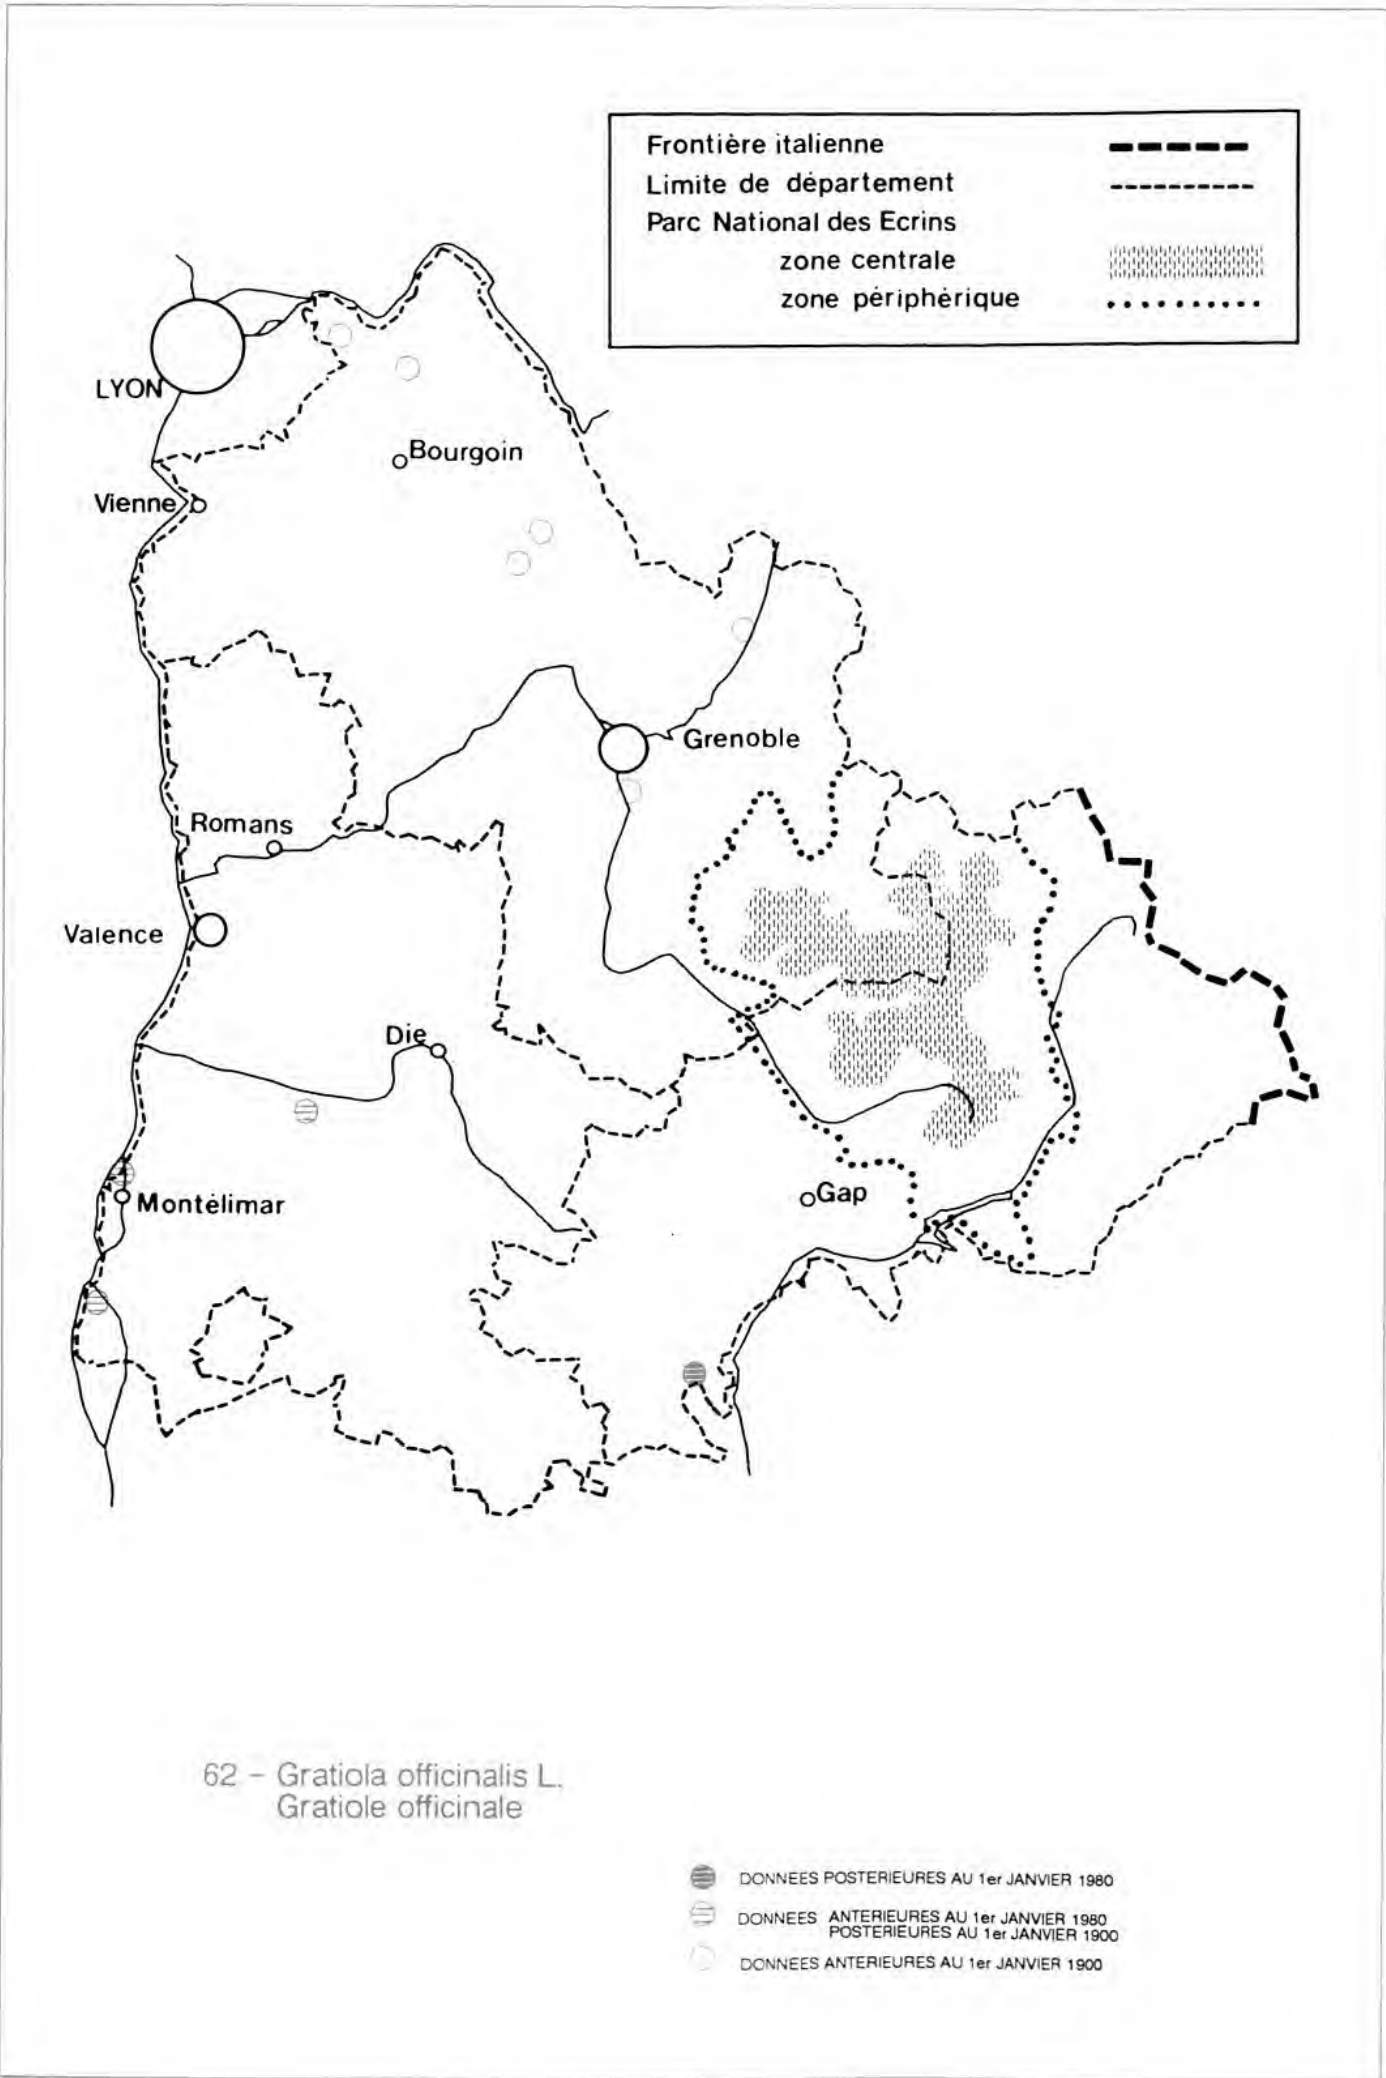 Frontière italienne
Limite de département
Parc National des Ecrins
zone centrale
zone périphérique
LYON
Bourgoin
Vienne
Grenoble
Romans
Valence
Die
Montélimar
Gap
62 - Gratiola officinalis L.
Gratiole officinale
DONNEES POSTERIEURES AU 1er JANVIER 1980
DONNEES ANTERIEURES AU 1er JANVIER 1980
POSTERIEURES AU 1er JANVIER 1900
DONNEES ANTERIEURES AU 1er JANVIER 1900